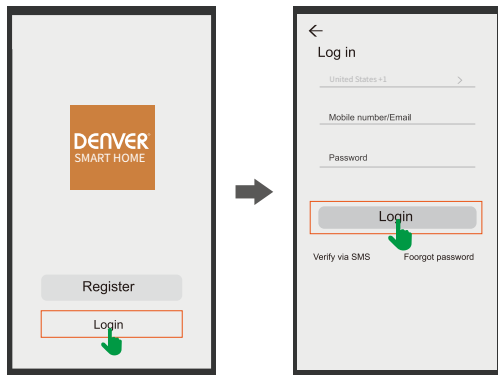 DENVER
SMART HOME
Register
Login
Log in
United States +1
Mobile number/Email
Password
Login
Verify via SMS
Foorgot password